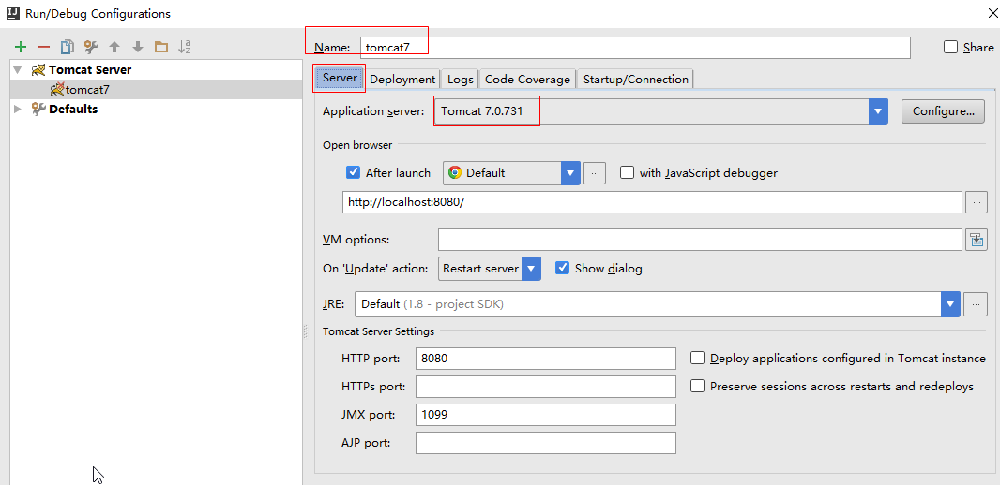 Run/Debug Configurations
Name: tomcat7
Share
Tomcat Server
tomcat7
Defaults
Server Deployment Logs Code Coverage Startup/Connection
Application server: Tomcat 7.0.731 Configure...
Open browser
After launch Default ... with JavaScript debugger
http://localhost:8080/ ...
VM options:
On 'Update' action: Restart server Show dialog
JRE: Default (1.8 - project SDK) ...
Tomcat Server Settings
HTTP port: 8080 Deploy applications configured in Tomcat instance
HTTPs port: Preserve sessions across restarts and redeploys
JMX port: 1099
AJP port: